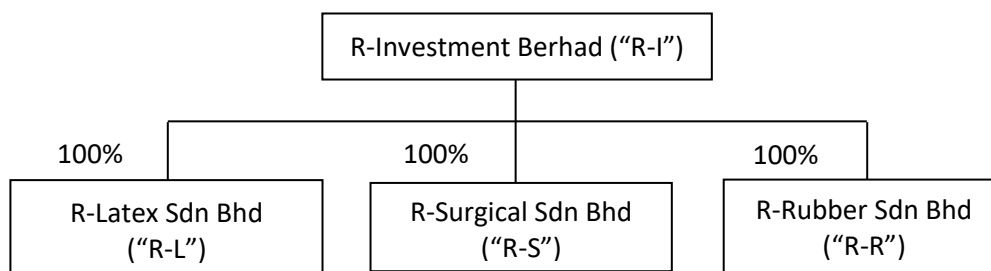 R-Investment Berhad (“R-I”)
100%
100%
100%
R-Latex Sdn Bhd
(“R-L”)
R-Surgical Sdn Bhd
(“R-S”)
R-Rubber Sdn Bhd
(“R-R”)